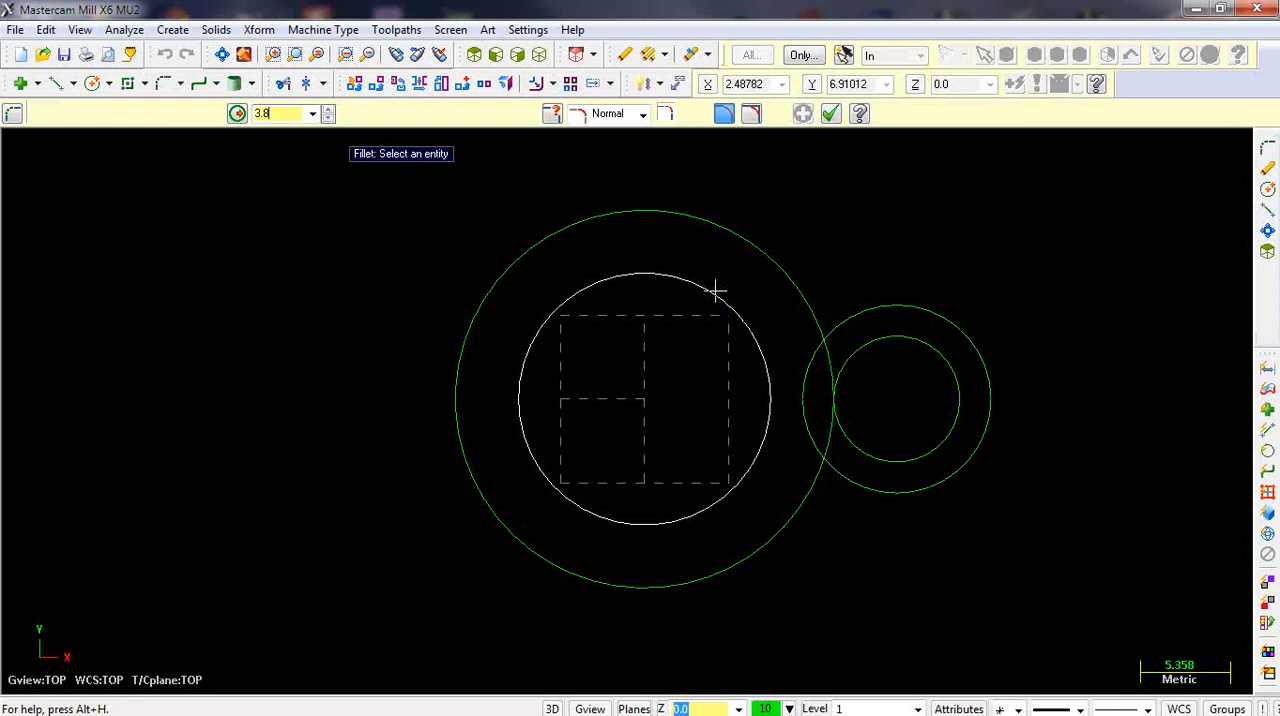 Mastercam Mill X6 MU2
File Edit View Analyze Create Solids Xform Machine Type Toolpaths Screen Art Settings Help
All... Only... In
X 2.48782 Y 6.91012 Z 0.0
3.8 Normal
Fillet: Select an entity
Y
X
5.358
Metric
Gview:TOP WCS:TOP T/Cplane:TOP
For help, press Alt+H. 3D Gview Planes Z 0.0 10 Level 1 Attributes WCS Groups